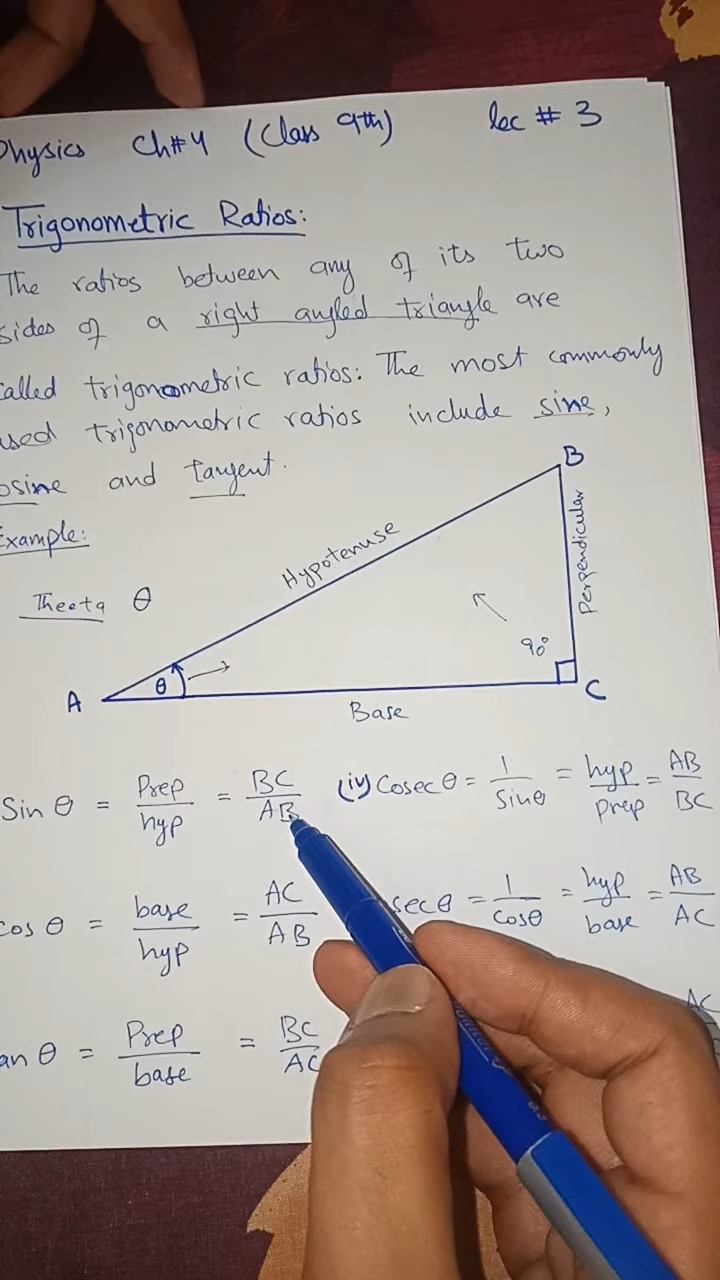 Physics Ch#4 (Class 9th) lec # 3
Trigonometric Ratios:
The ratios between any of its two
sides of a right angled triangle are
called trigonometric ratios: The most commonly
used trigonometric ratios include sine,
cosine and tangent.
Example:
Theeta θ
Hypotenuse
B
Perpendicular
90°
A
θ
C
Base
Sin θ = Prep/hyp = BC/AB
(iv) Cosec θ = 1/Sinθ = hyp/prep = AB/BC
cos θ = base/hyp = AC/AB
secθ = 1/cosθ = hyp/base = AB/AC
an θ = Prep/base = BC/AC
AC